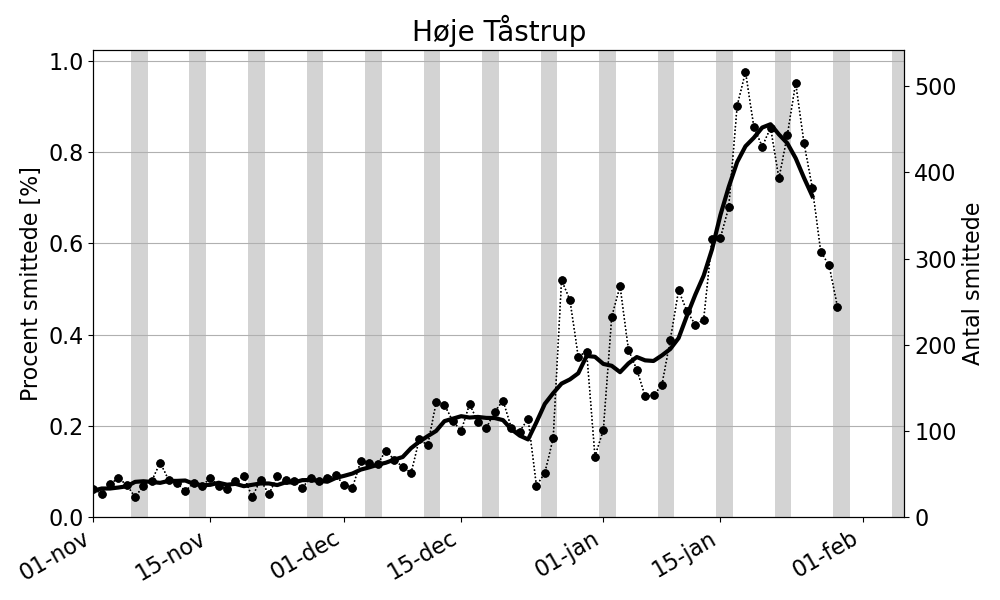 Høje Tåstrup
Procent smittede [%]
1.0
0.8
0.6
0.4
0.2
0.0
500
400
300
200
100
0
Antal smittede
01-nov
15-nov
01-dec
15-dec
01-jan
15-jan
01-feb